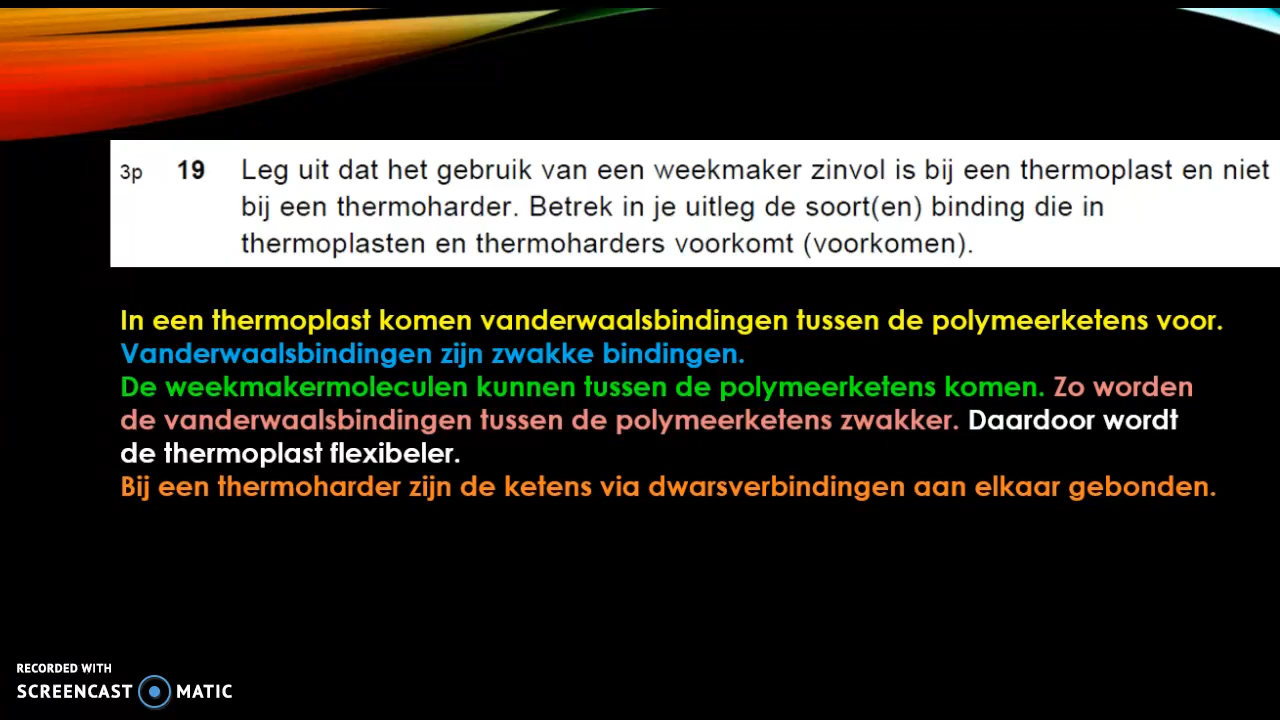 3p 19 Leg uit dat het gebruik van een weekmaker zinvol is bij een thermoplast en niet
bij een thermoharder. Betrek in je uitleg de soort(en) binding die in
thermoplasten en thermoharders voorkomt (voorkomen).
In een thermoplast komen vanderwaalsbindingen tussen de polymeerketens voor.
Vanderwaalsbindingen zijn zwakke bindingen.
De weekmakermoleculen kunnen tussen de polymeerketens komen. Zo worden
de vanderwaalsbindingen tussen de polymeerketens zwakker. Daardoor wordt
de thermoplast flexibeler.
Bij een thermoharder zijn de ketens via dwarsverbindingen aan elkaar gebonden.
RECORDED WITH
SCREENCAST MATIC